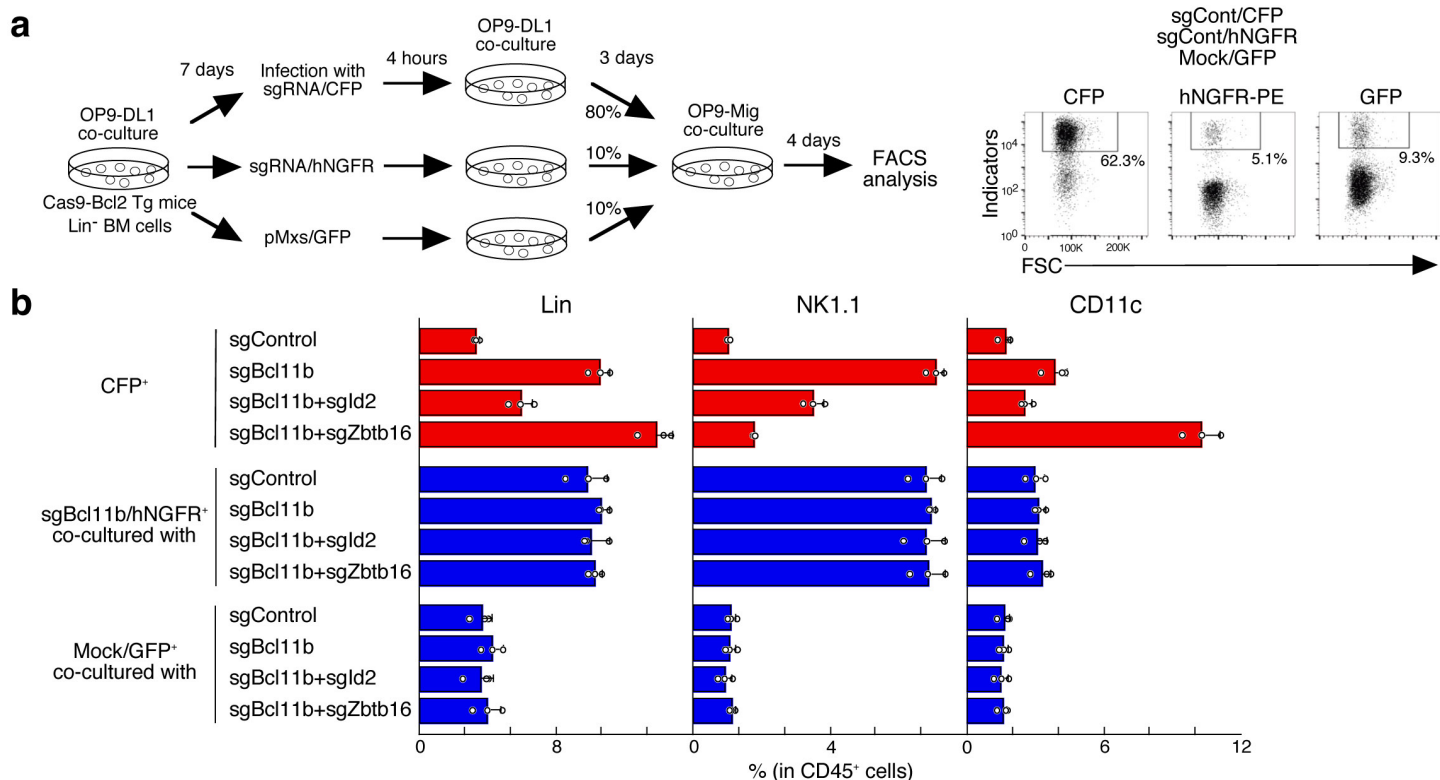 a
7 days
Infection with
sgRNA/CFP
4 hours
OP9-DL1
co-culture
3 days
80%
OP9-DL1
co-culture
sgRNA/hNGFR
10%
OP9-Mig
co-culture
4 days
FACS
analysis
Cas9-Bcl2 Tg mice
Lin⁻ BM cells
pMxs/GFP
10%
sgCont/CFP
sgCont/hNGFR
Mock/GFP
CFP
hNGFR-PE
GFP
Indicators
10⁴
10²
10⁰
62.3%
5.1%
9.3%
0
100K
200K
FSC
b
Lin
NK1.1
CD11c
CFP⁺
sgControl
sgBcl11b
sgBcl11b+sgId2
sgBcl11b+sgZbtb16
sgBcl11b/hNGFR⁺
co-cultured with
sgControl
sgBcl11b
sgBcl11b+sgId2
sgBcl11b+sgZbtb16
Mock/GFP⁺
co-cultured with
sgControl
sgBcl11b
sgBcl11b+sgId2
sgBcl11b+sgZbtb16
0 8
0 4
0 6 12
% (in CD45⁺ cells)